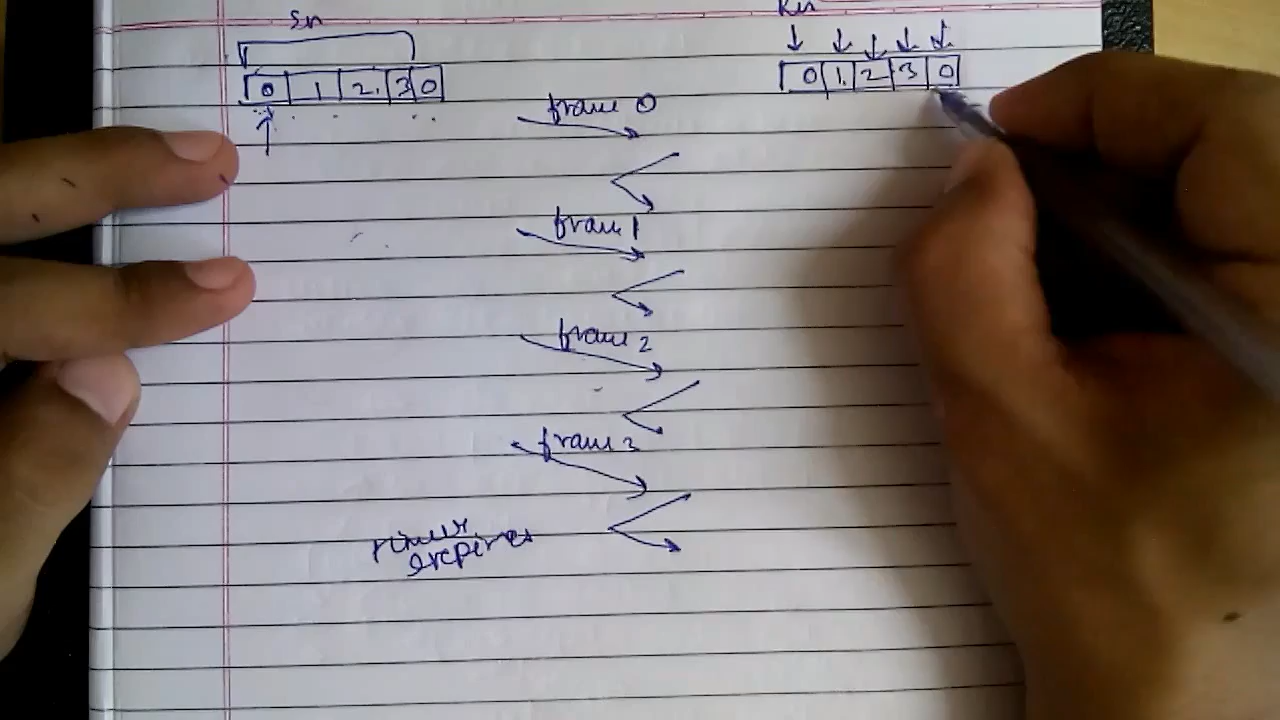 Sn
Rn
0 1 2 3 0
0 1 2 3 0
frame 0
frame 1
frame 2
frame 3
timer
expires